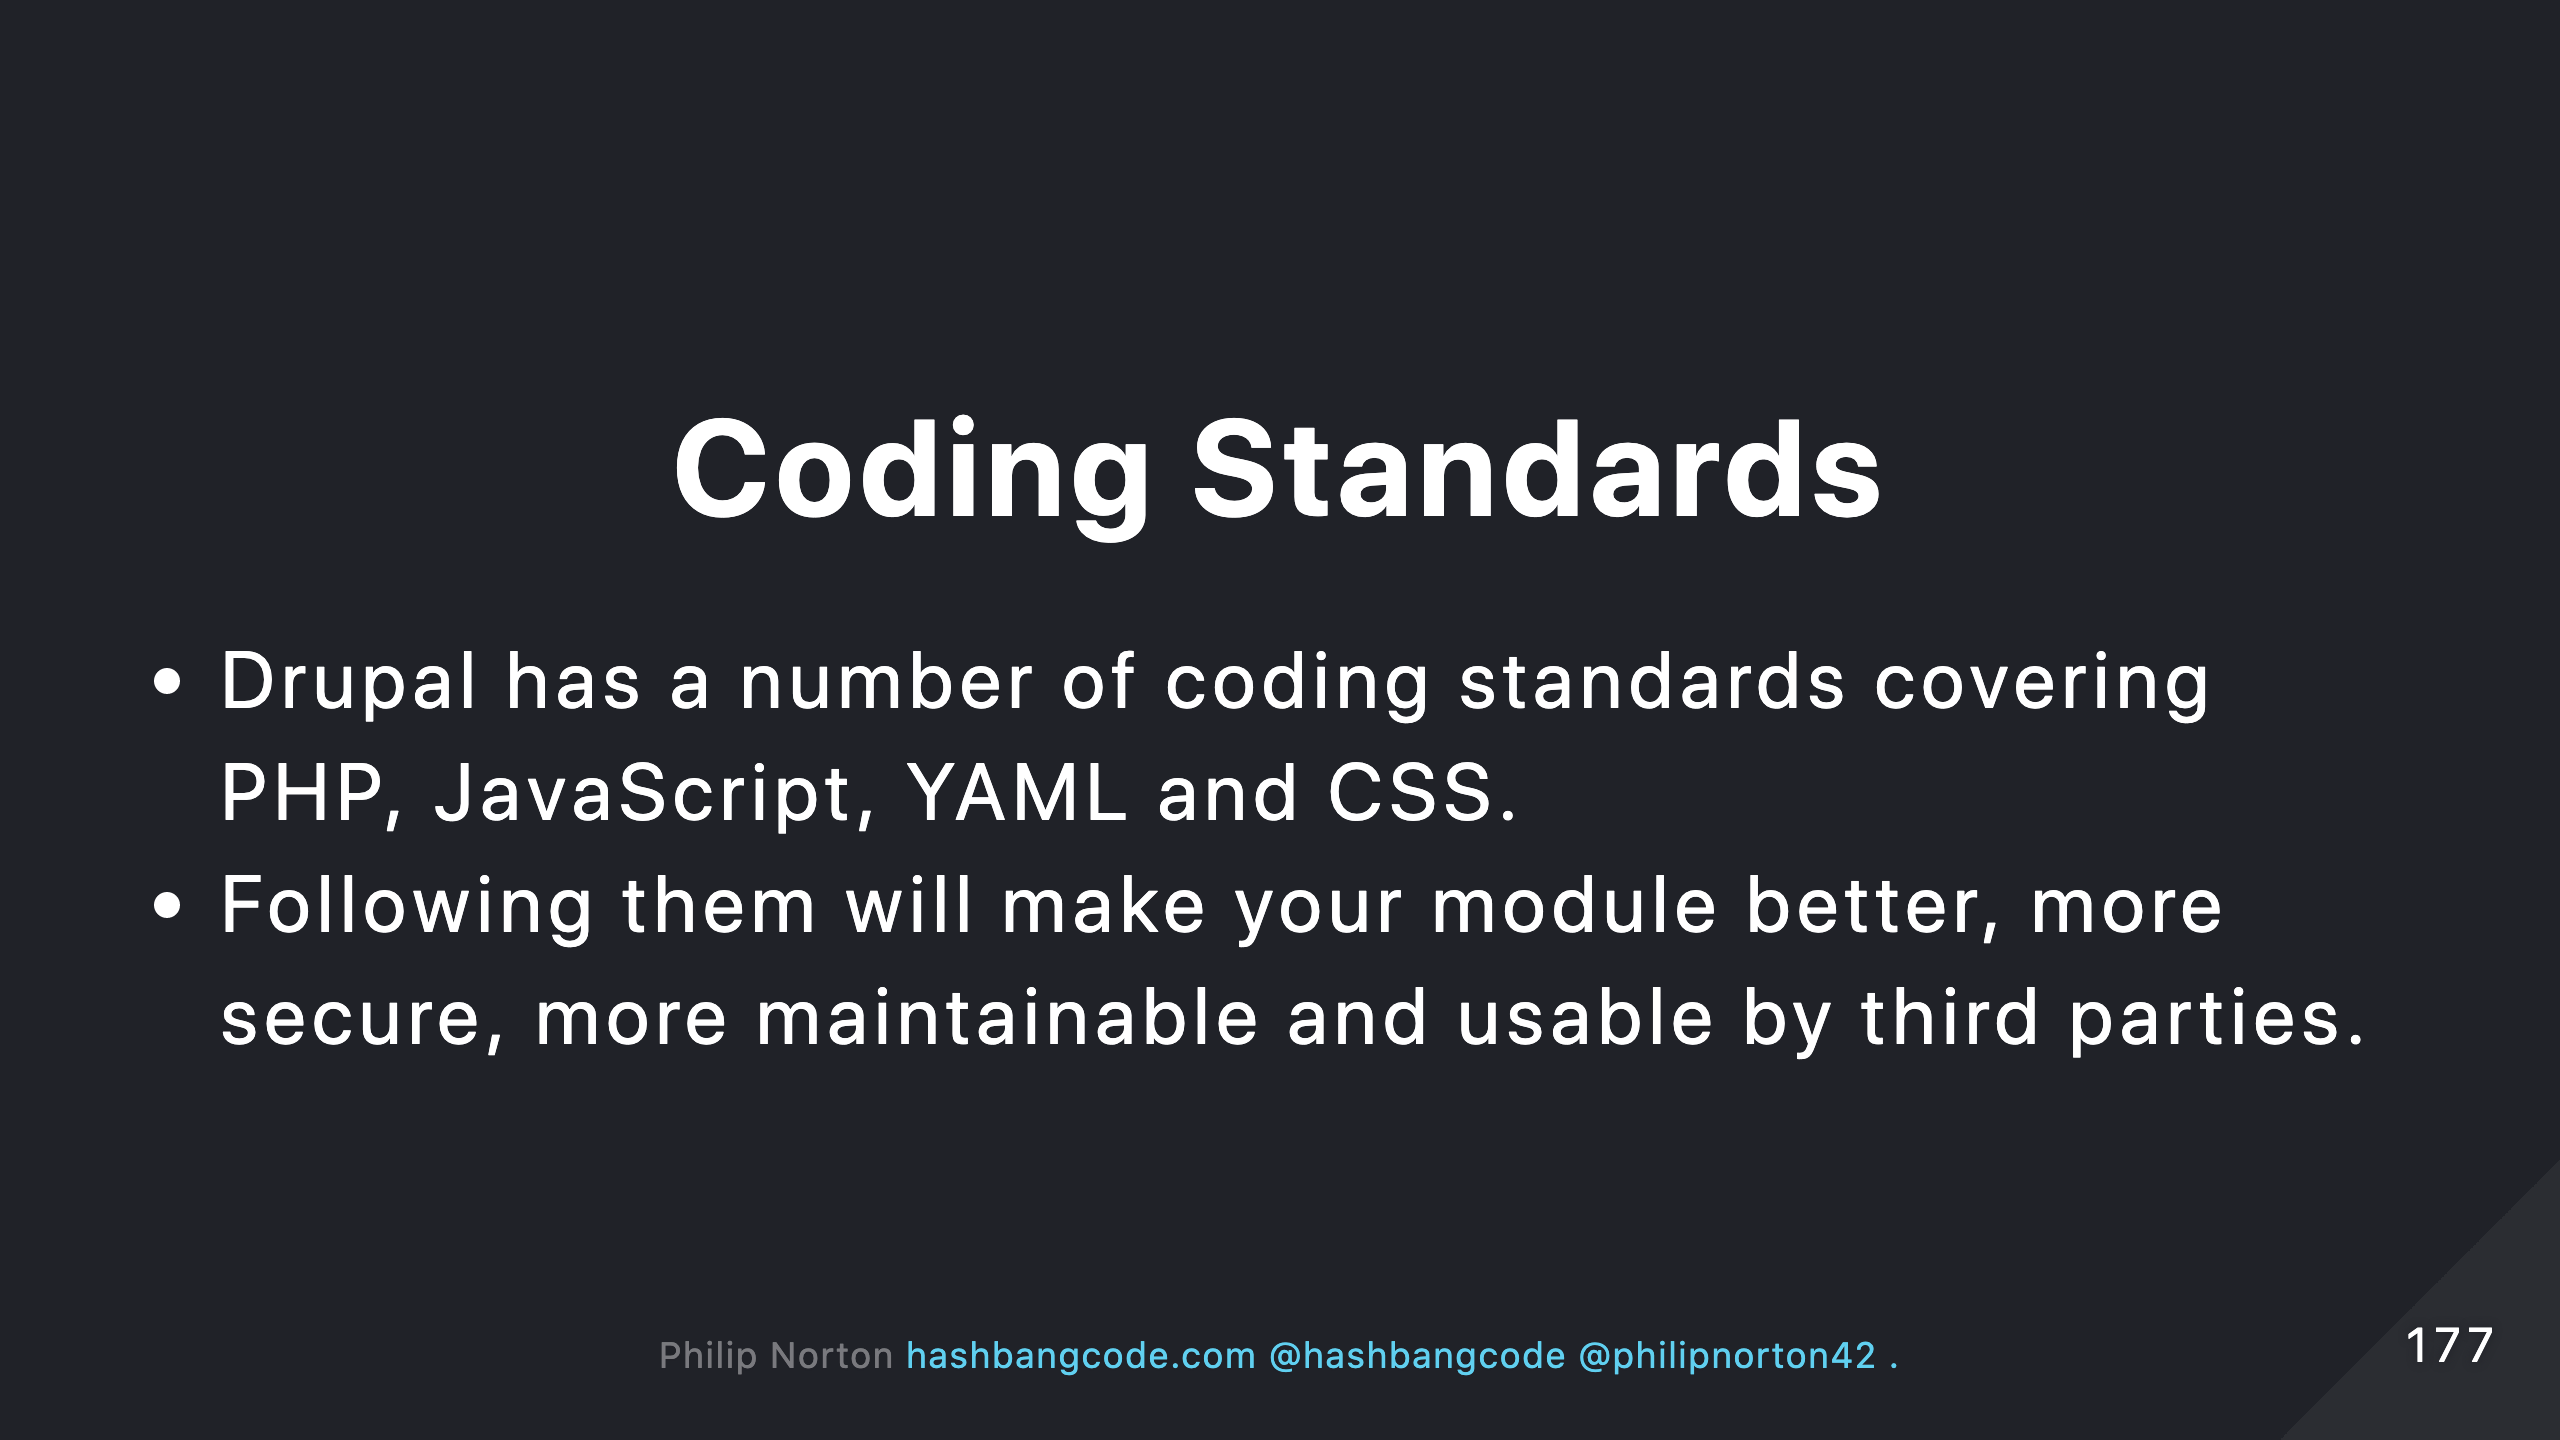 Coding Standards
• Drupal has a number of coding standards covering
PHP, JavaScript, YAML and CSS.
• Following them will make your module better, more
secure, more maintainable and usable by third parties.
Philip Norton hashbangcode.com @hashbangcode @philipnorton42 .
177